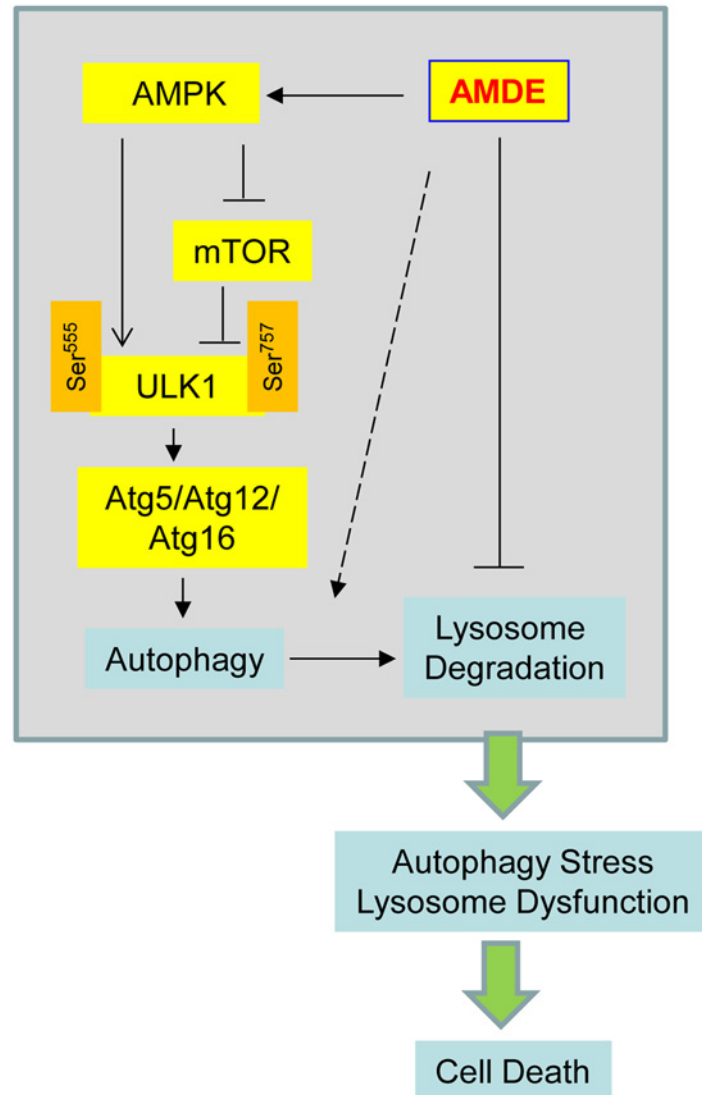 AMPK
AMDE
mTOR
Ser555
Ser757
ULK1
Atg5/Atg12/
Atg16
Autophagy
Lysosome
Degradation
Autophagy Stress
Lysosome Dysfunction
Cell Death